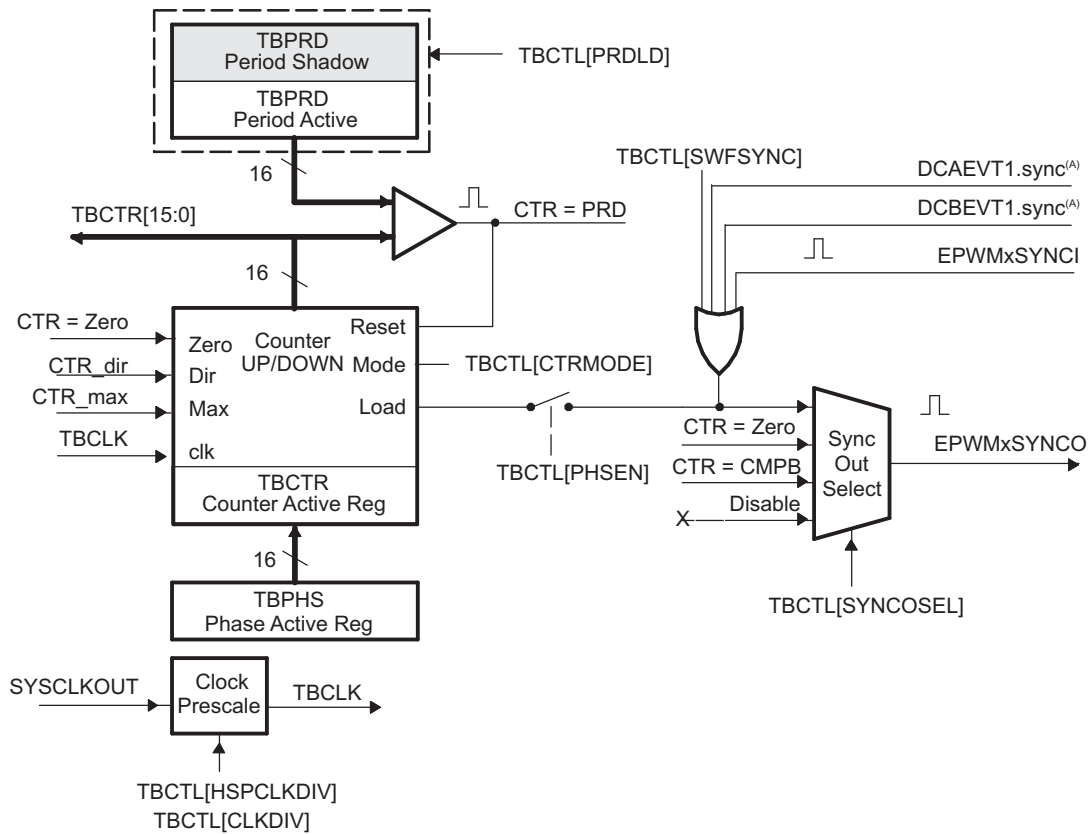 TBPRD
Period Shadow
TBPRD
Period Active
TBCTL[PRDLD]
16
TBCTR[15:0]
CTR = PRD
16
TBCTL[SWFSYNC]
DCAEVT1.sync(A)
DCBEVT1.sync(A)
EPWMxSYNCI
CTR = Zero
CTR_dir
CTR_max
TBCLK
Zero
Dir
Max
clk
Counter
UP/DOWN
Reset
Mode
Load
TBCTR
Counter Active Reg
TBCTL[CTRMODE]
TBCTL[PHSEN]
CTR = Zero
CTR = CMPB
Disable
X
Sync
Out
Select
EPWMxSYNCO
TBCTL[SYNCOSEL]
16
TBPHS
Phase Active Reg
SYSCLKOUT
Clock
Prescale
TBCLK
TBCTL[HSPCLKDIV]
TBCTL[CLKDIV]